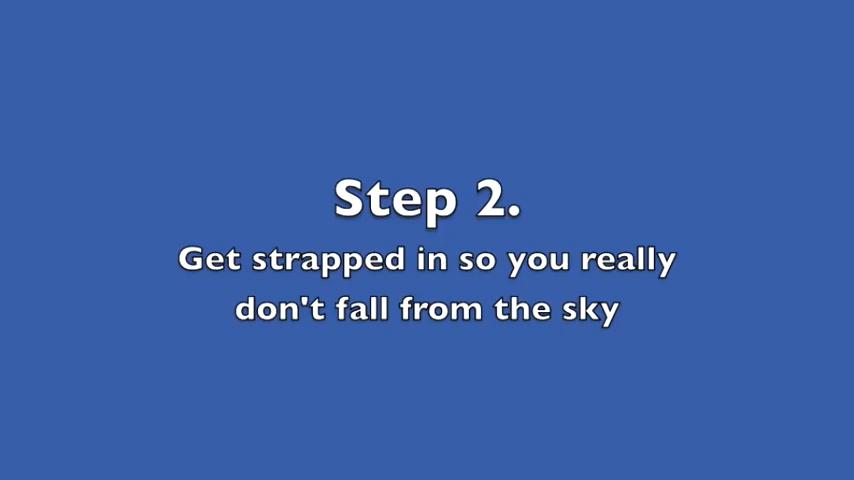 Step 2.
Get strapped in so you really
don't fall from the sky